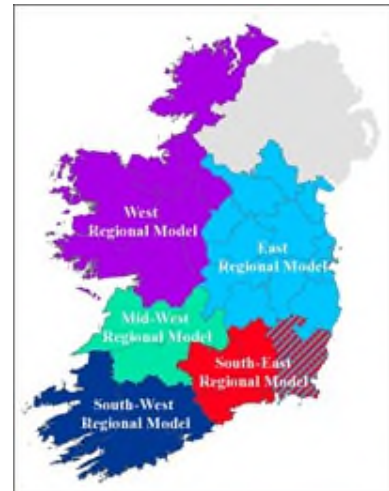 West
Regional Model
East
Regional Model
Mid-West
Regional Model
South-East
Regional Model
South-West
Regional Model